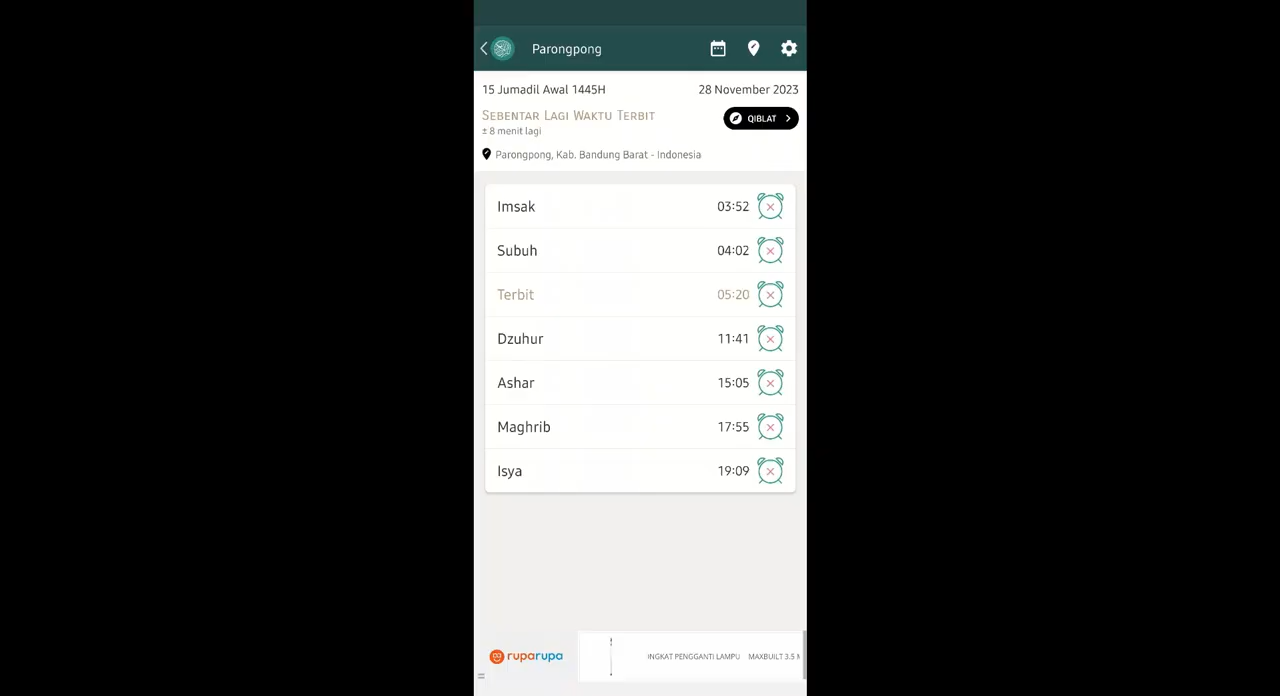 Parongpong
15 Jumadil Awal 1445H 28 November 2023
SEBENTAR LAGI WAKTU TERBIT
± 8 menit lagi
QIBLAT
Parongpong, Kab. Bandung Barat - Indonesia
Imsak 03:52
Subuh 04:02
Terbit 05:20
Dzuhur 11:41
Ashar 15:05
Maghrib 17:55
Isya 19:09
ruparupa
PENGGANTI LAMPU MAXBUILT 3.5